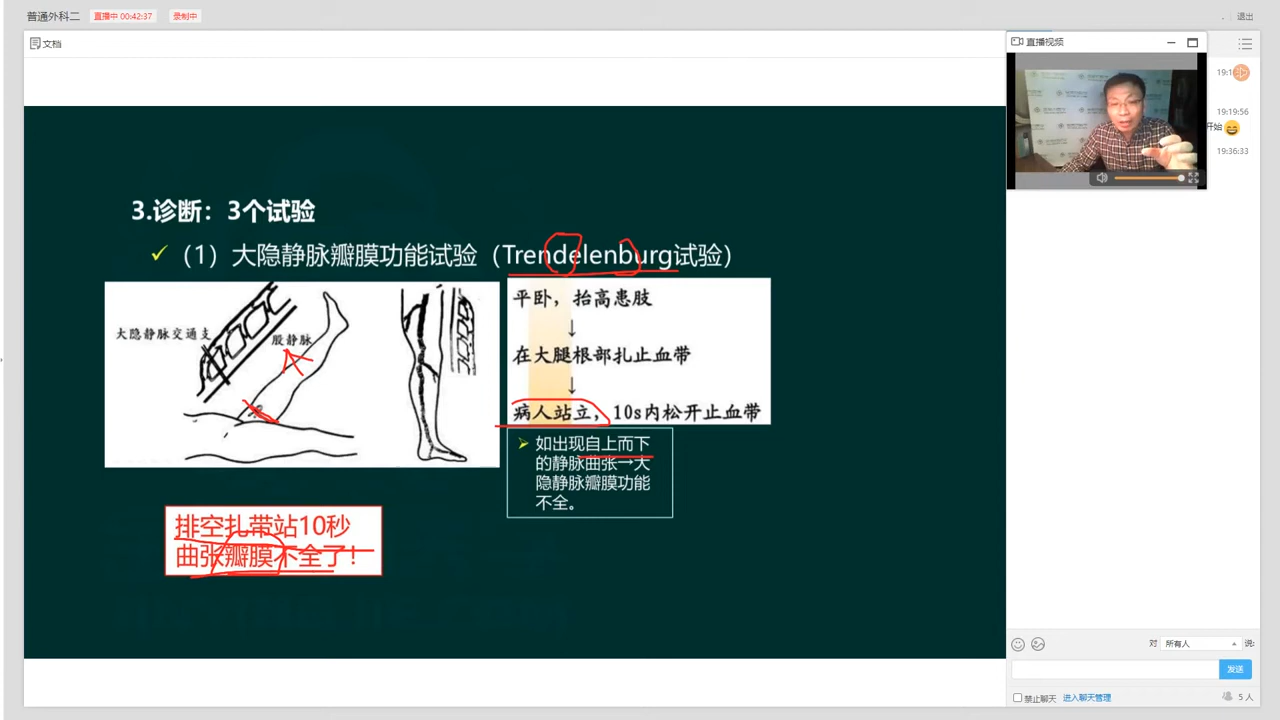 普通外科二 直播中 00:42:37 录制中 退出
文档
直播视频
19:1
19:19:56
开始
19:36:33
3.诊断：3个试验
（1）大隐静脉瓣膜功能试验（Trendelenburg试验）
大隐静脉交通支
股静脉
平卧，抬高患肢
↓
在大腿根部扎止血带
↓
病人站立，10s内松开止血带
如出现自上而下
的静脉曲张→大
隐静脉瓣膜功能
不全。
排空扎带站10秒
曲张瓣膜不全了！
对 所有人 说:
发送
禁止聊天 进入聊天管理 5 人